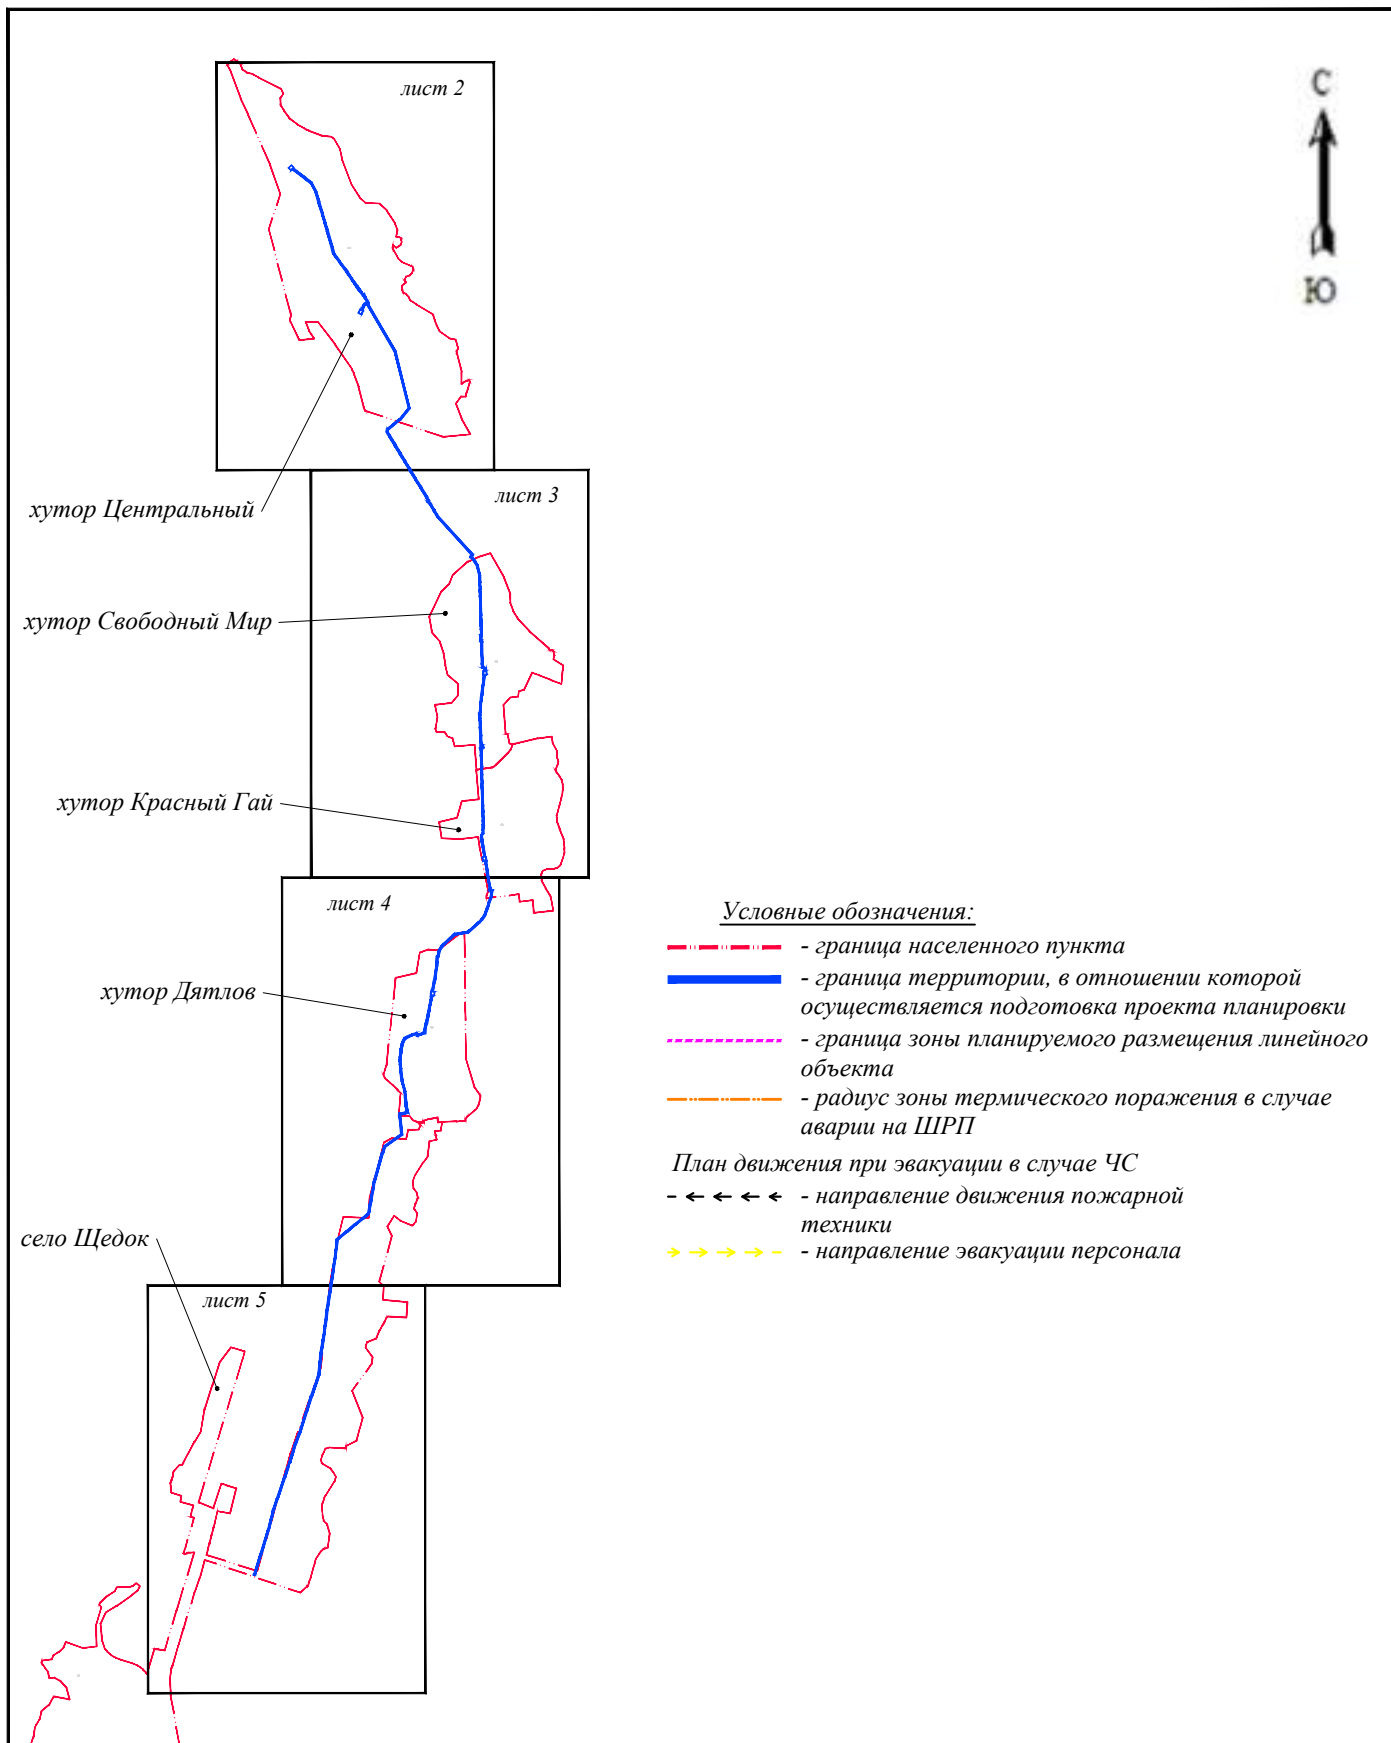 лист 2
С
Ю
лист 3
хутор Центральный
хутор Свободный Мир
хутор Красный Гай
лист 4
хутор Дятлов
село Щедок
лист 5
Условные обозначения:
- граница населенного пункта
- граница территории, в отношении которой
осуществляется подготовка проекта планировки
- граница зоны планируемого размещения линейного
объекта
- радиус зоны термического поражения в случае
аварии на ШРП
План движения при эвакуации в случае ЧС
- направление движения пожарной
техники
- направление эвакуации персонала